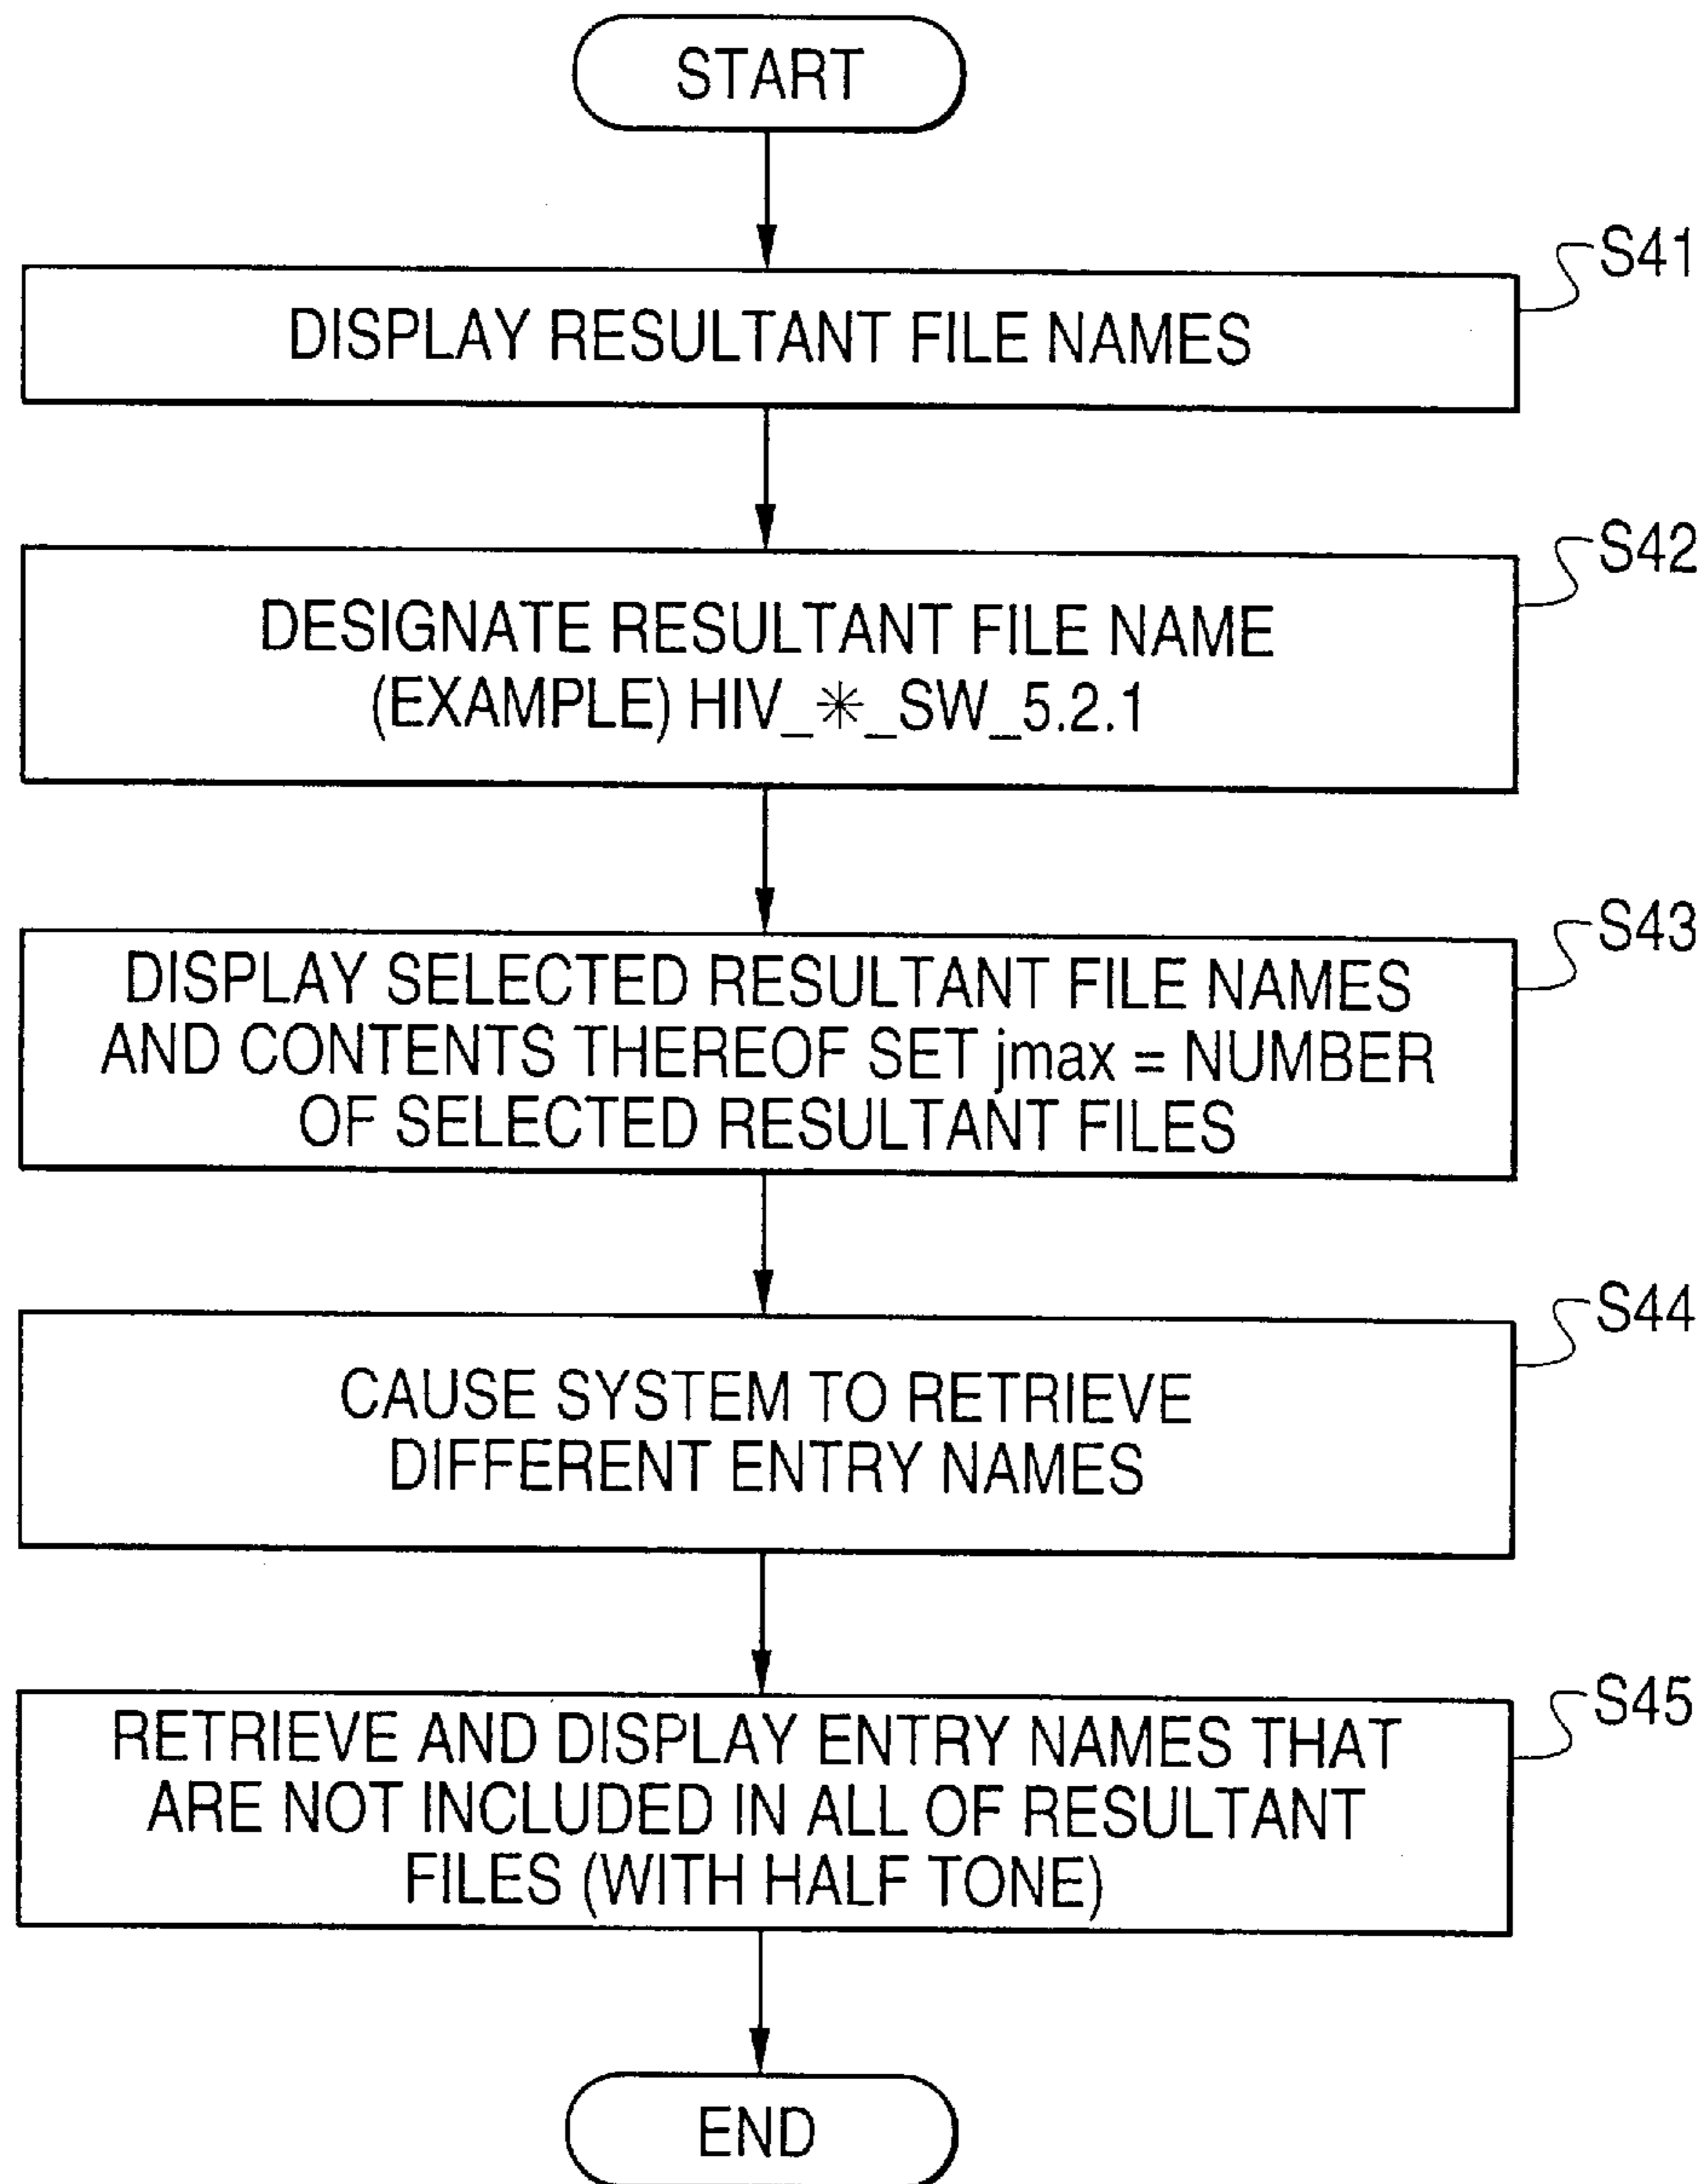 START
S41
DISPLAY RESULTANT FILE NAMES
S42
DESIGNATE RESULTANT FILE NAME
(EXAMPLE) HIV_*_SW_5.2.1
S43
DISPLAY SELECTED RESULTANT FILE NAMES
AND CONTENTS THEREOF SET jmax = NUMBER
OF SELECTED RESULTANT FILES
S44
CAUSE SYSTEM TO RETRIEVE
DIFFERENT ENTRY NAMES
S45
RETRIEVE AND DISPLAY ENTRY NAMES THAT
ARE NOT INCLUDED IN ALL OF RESULTANT
FILES (WITH HALF TONE)
END